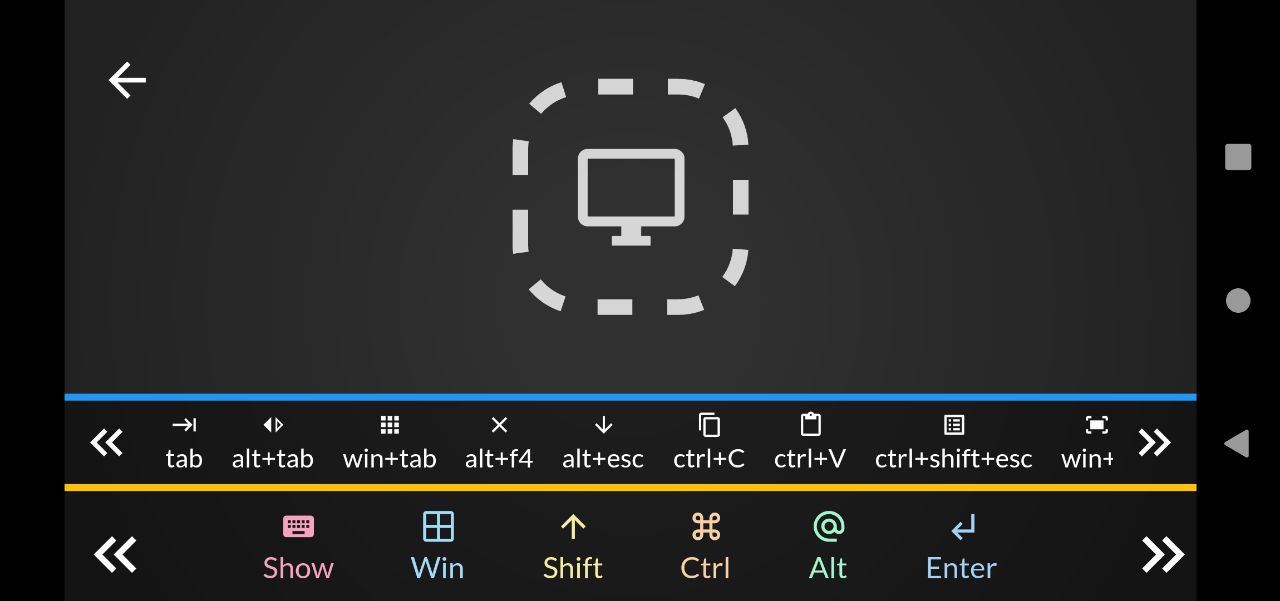 tab alt+tab win+tab alt+f4 alt+esc ctrl+C ctrl+V ctrl+shift+esc win+
Show Win Shift Ctrl Alt Enter